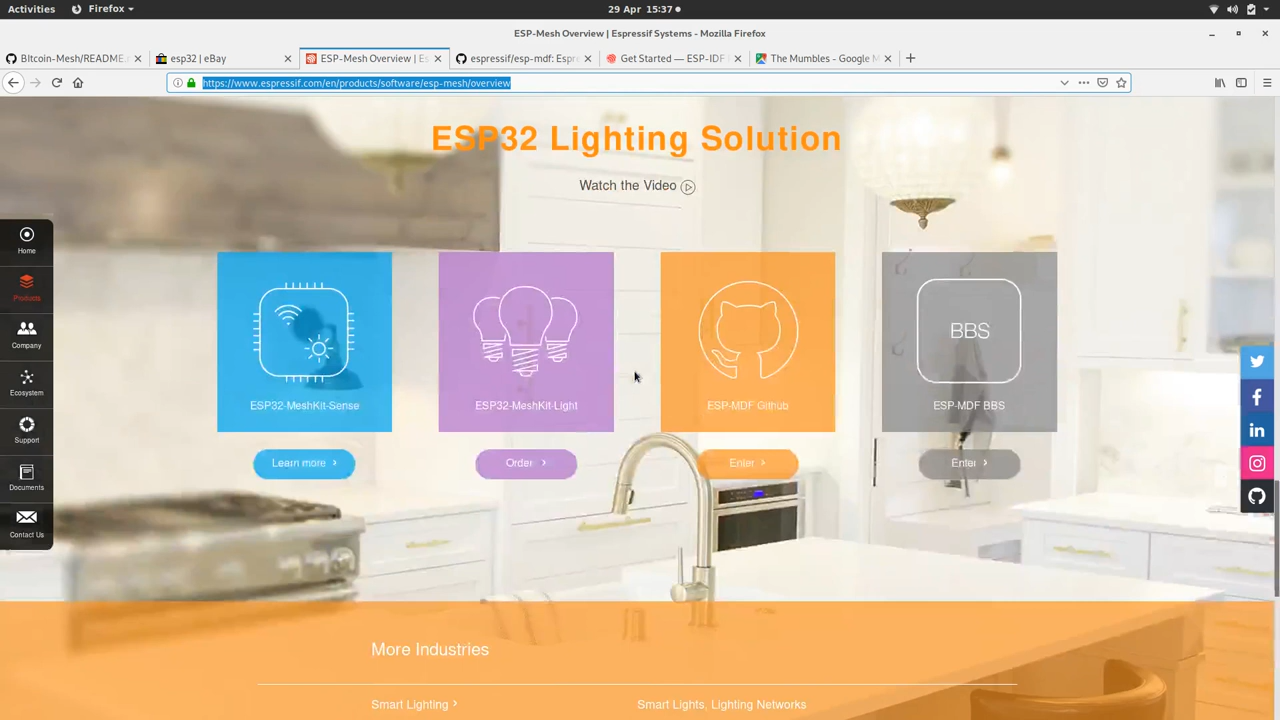 Activities Firefox 29 Apr 15:37
ESP-Mesh Overview | Espressif Systems - Mozilla Firefox
BItcoin-Mesh/README. esp32 | eBay ESP-Mesh Overview | Es espressif/esp-mdf: Espr Get Started — ESP-IDF P The Mumbles - Google M
https://www.espressif.com/en/products/software/esp-mesh/overview
ESP32 Lighting Solution
Watch the Video
Home
Products
Company
Ecosystem
Support
Documents
Contact Us
BBS
ESP32-MeshKit-Sense ESP32-MeshKit-Light ESP-MDF Github ESP-MDF BBS
Learn more Order Enter Enter
More Industries
Smart Lighting Smart Lights, Lighting Networks